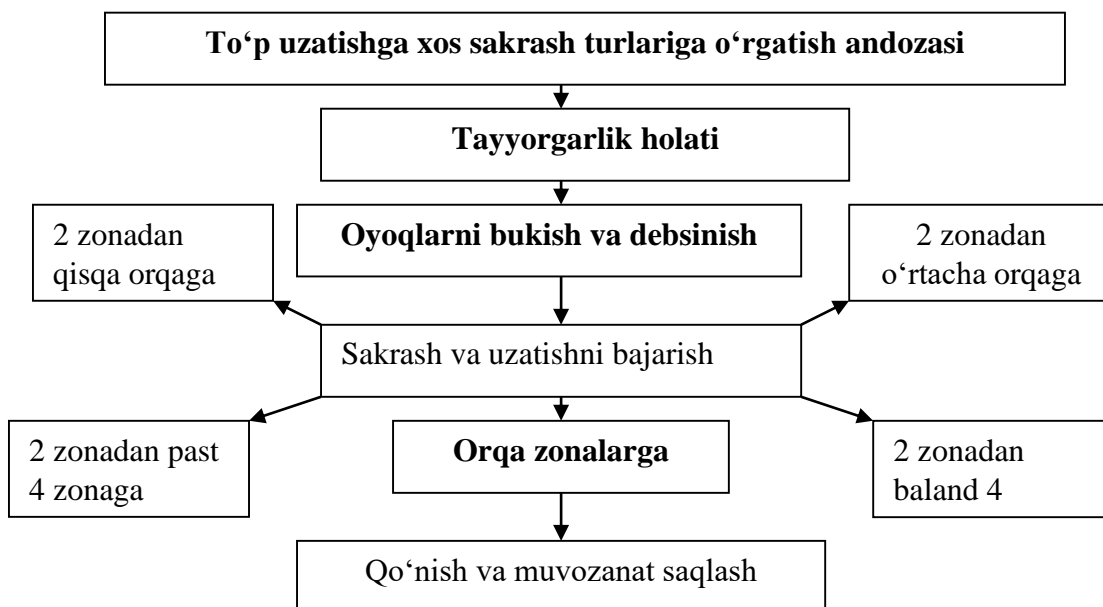 To‘p uzatishga xos sakrash turlariga o‘rgatish andozasi
Tayyorgarlik holati
2 zonadan
qisqa orqaga
Oyoqlarni bukish va debsinish
2 zonadan
o‘rtacha orqaga
Sakrash va uzatishni bajarish
2 zonadan past
4 zonaga
Orqa zonalarga
2 zonadan
baland 4
Qo‘nish va muvozanat saqlash